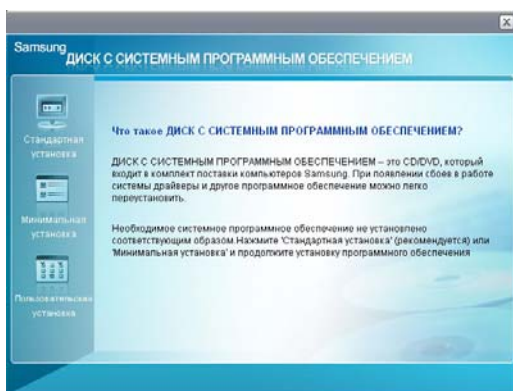 Samsung
ДИСК С СИСТЕМНЫМ ПРОГРАММНЫМ ОБЕСПЕЧЕНИЕМ
Стандартная
установка
Минимальная
установка
Пользовательская
установка
Что такое ДИСК С СИСТЕМНЫМ ПРОГРАММНЫМ ОБЕСПЕЧЕНИЕМ?
ДИСК С СИСТЕМНЫМ ПРОГРАММНЫМ ОБЕСПЕЧЕНИЕМ – это CD/DVD, который
входит в комплект поставки компьютеров Samsung. При появлении сбоев в работе
системы драйверы и другое программное обеспечение можно легко
переустановить.
Необходимое системное программное обеспечение не установлено
соответствующим образом.Нажмите 'Стандартная установка' (рекомендуется) или
'Минимальная установка' и продолжите установку программного обеспечения